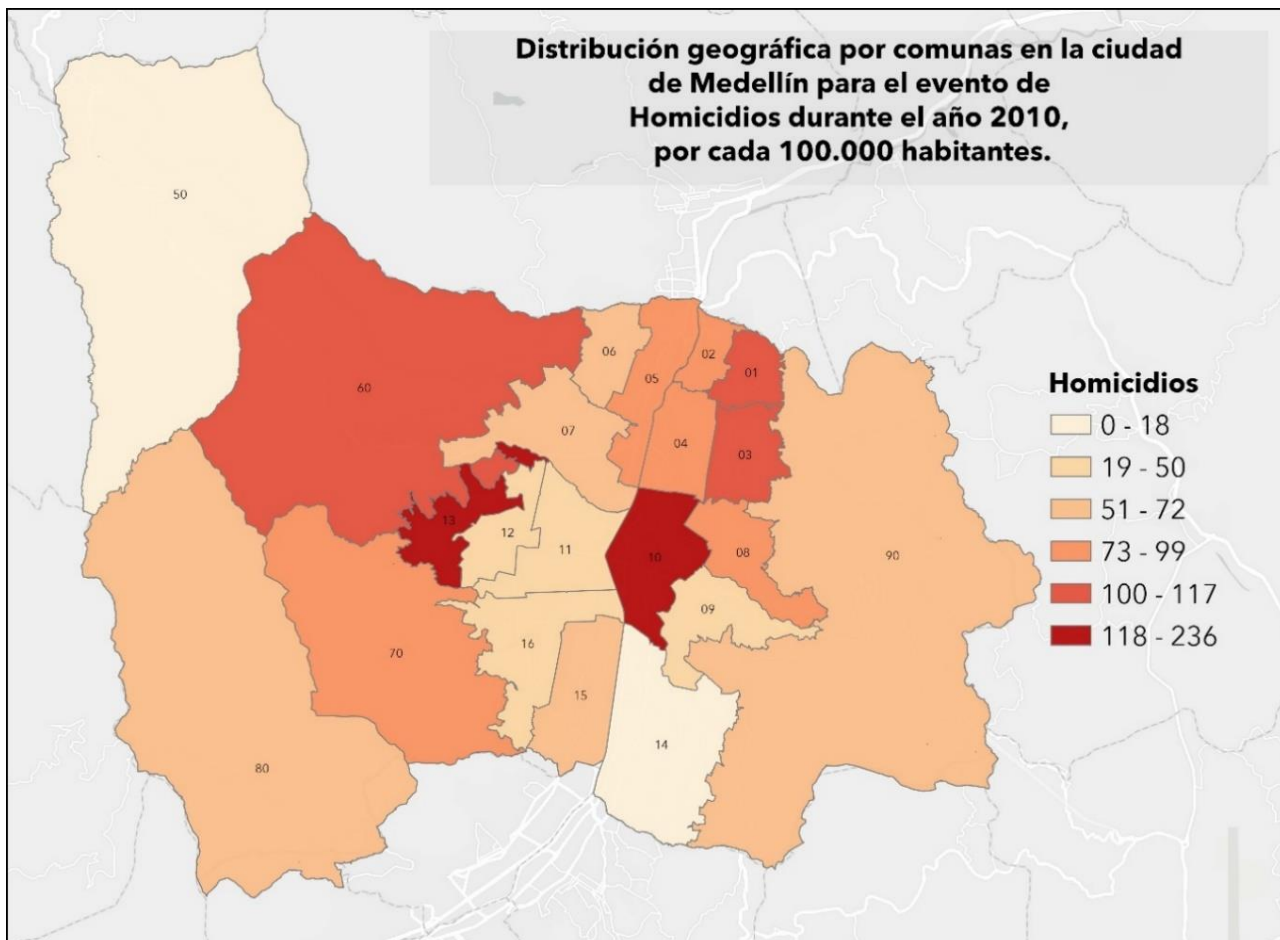 Distribución geográfica por comunas en la ciudad
de Medellín para el evento de
Homicidios durante el año 2010,
por cada 100.000 habitantes.
50
60
06
05
02
01
07
04
03
13
12
11
10
08
90
09
16
70
15
14
80
Homicidios
0 - 18
19 - 50
51 - 72
73 - 99
100 - 117
118 - 236